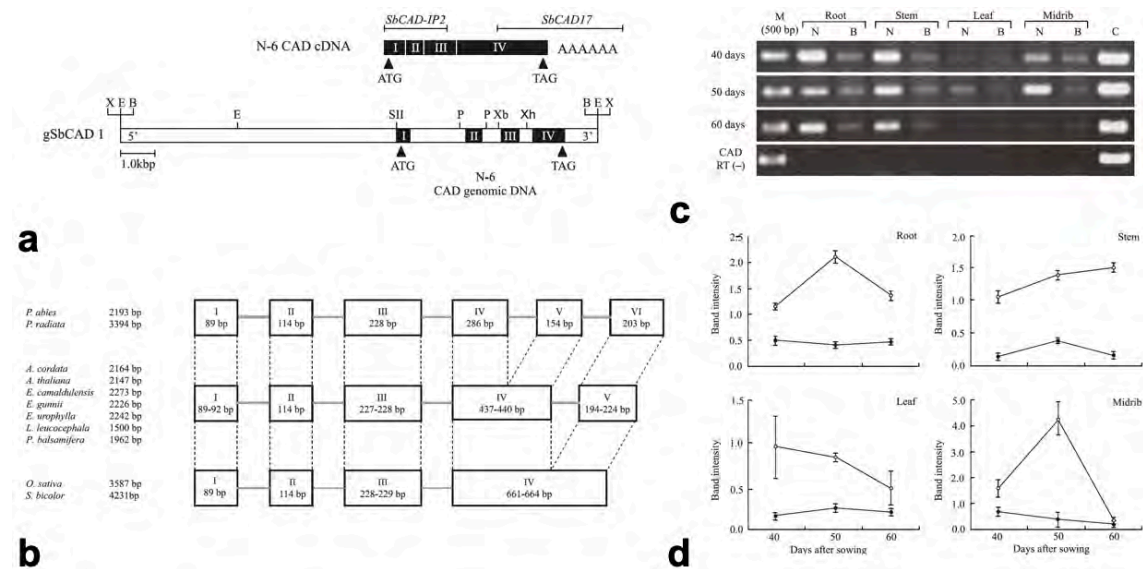 SbCAD-IP2 SbCAD17
N-6 CAD cDNA I II III IV AAAAAA
ATG TAG
X E B E SII P P Xb Xh B E X
gSbCAD 1 5' I II III IV 3'
1.0kbp ATG TAG
N-6
CAD genomic DNA
a
P. abies 2193 bp
P. radiata 3394 bp
I II III IV V VI
89 bp 114 bp 228 bp 286 bp 154 bp 203 bp
A. cordata 2164 bp
A. thaliana 2147 bp
E. camaldulensis 2273 bp
E. gunnii 2226 bp
E. urophylla 2242 bp
L. leucocephala 1500 bp
P. balsamifera 1962 bp
I II III IV V
89-92 bp 114 bp 227-228 bp 437-440 bp 194-224 bp
O. sativa 3587 bp
S. bicolor 4231bp
I II III IV
89 bp 114 bp 228-229 bp 661-664 bp
b
M Root Stem Leaf Midrib
(500 bp) N B N B N B N B C
40 days
50 days
60 days
CAD
RT (–)
c
Root
Band intensity
2.5
2.0
1.5
1.0
0.5
0.0
40 50 60
Stem
Band intensity
2.0
1.5
1.0
0.5
0.0
40 50 60
Leaf
Band intensity
1.5
1.0
0.5
0.0
40 50 60
Days after sowing
Midrib
Band intensity
5.0
4.0
3.0
2.0
1.0
0.0
40 50 60
Days after sowing
d